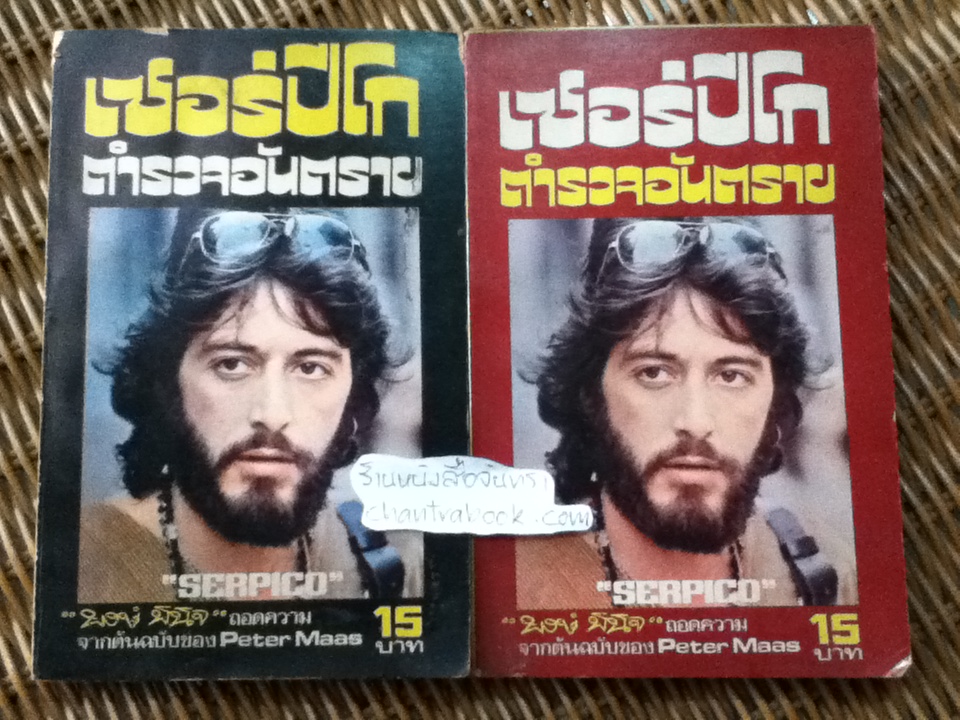 เซอร์ปิโก
ตำรวจอันตราย
"SERPICO"
ถอดความ
จากต้นฉบับของ Peter Maas
15
บาท
ร้านหนังสือจันทรา
chantrabook.com
เซอร์ปิโก
ตำรวจอันตราย
"SERPICO"
ถอดความ
จากต้นฉบับของ Peter Maas
15
บาท